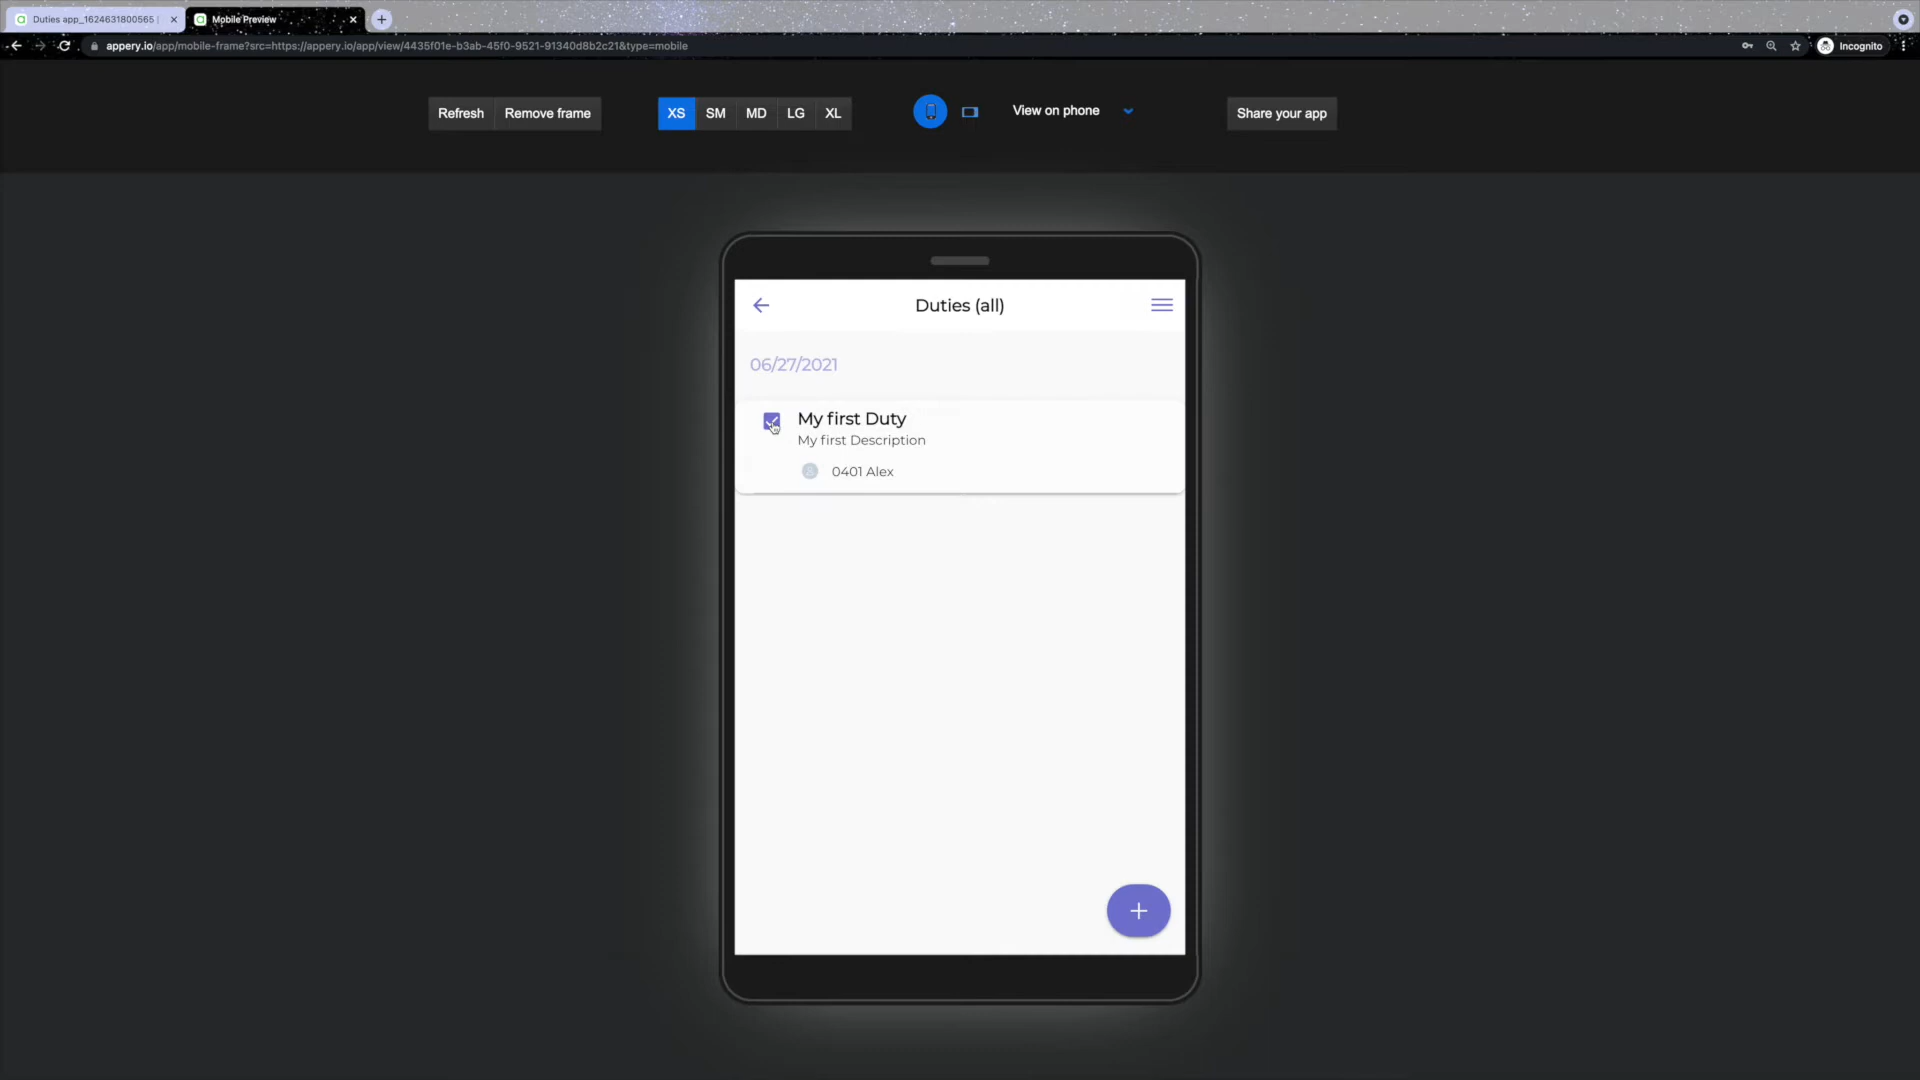 Duties app_1624631800565 |
Mobile Preview
appery.io/app/mobile-frame?src=https://appery.io/app/view/4435f01e-b3ab-45f0-9521-91340d8b2c21&type=mobile
Incognito
Refresh
Remove frame
XS
SM
MD
LG
XL
View on phone
Share your app
Duties (all)
06/27/2021
My first Duty
My first Description
0401 Alex